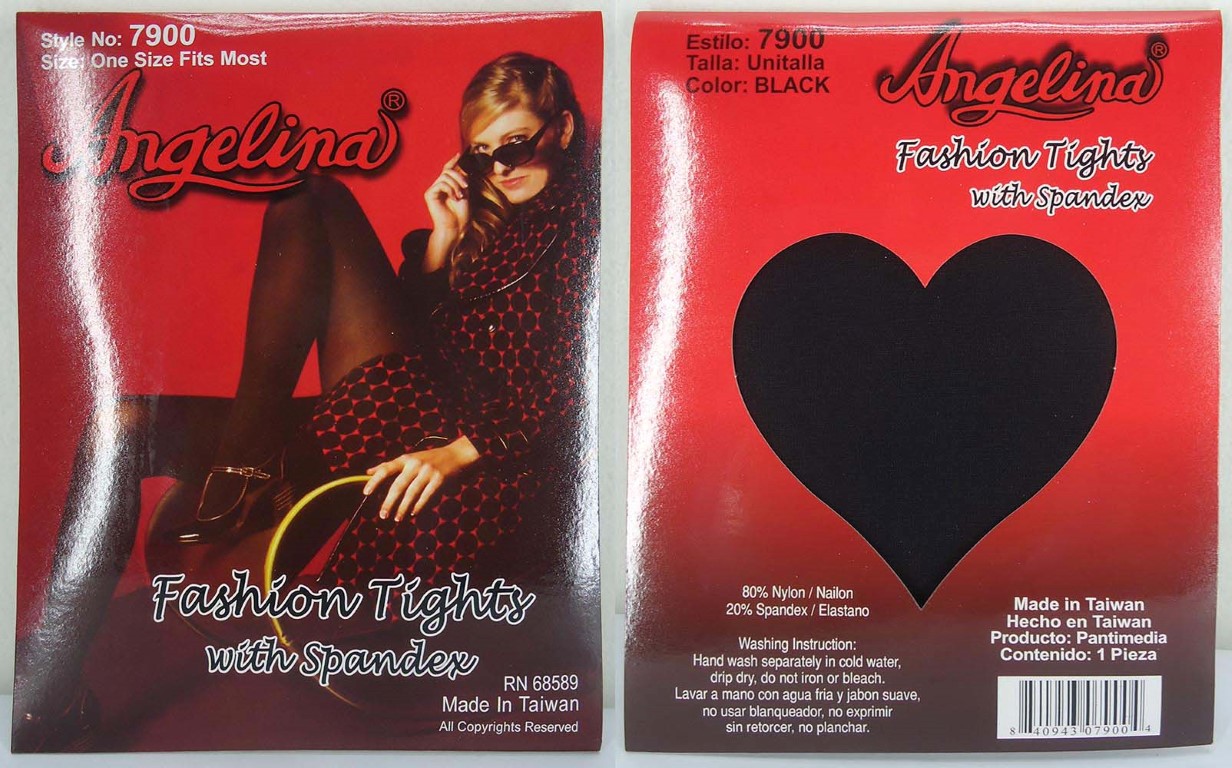 Style No: 7900
Size: One Size Fits Most
Angelina®
Fashion Tights
with Spandex
RN 68589
Made In Taiwan
All Copyrights Reserved
Estilo: 7900
Talla: Unitalla
Color: BLACK
Angelina®
Fashion Tights
with Spandex
80% Nylon / Nailon
20% Spandex / Elastano
Washing Instruction:
Hand wash separately in cold water,
drip dry, do not iron or bleach.
Lavar a mano con agua fria y jabon suave,
no usar blanqueador, no exprimir
sin retorcer, no planchar.
Made in Taiwan
Hecho en Taiwan
Producto: Pantimedia
Contenido: 1 Pieza
8 40943 07900 4